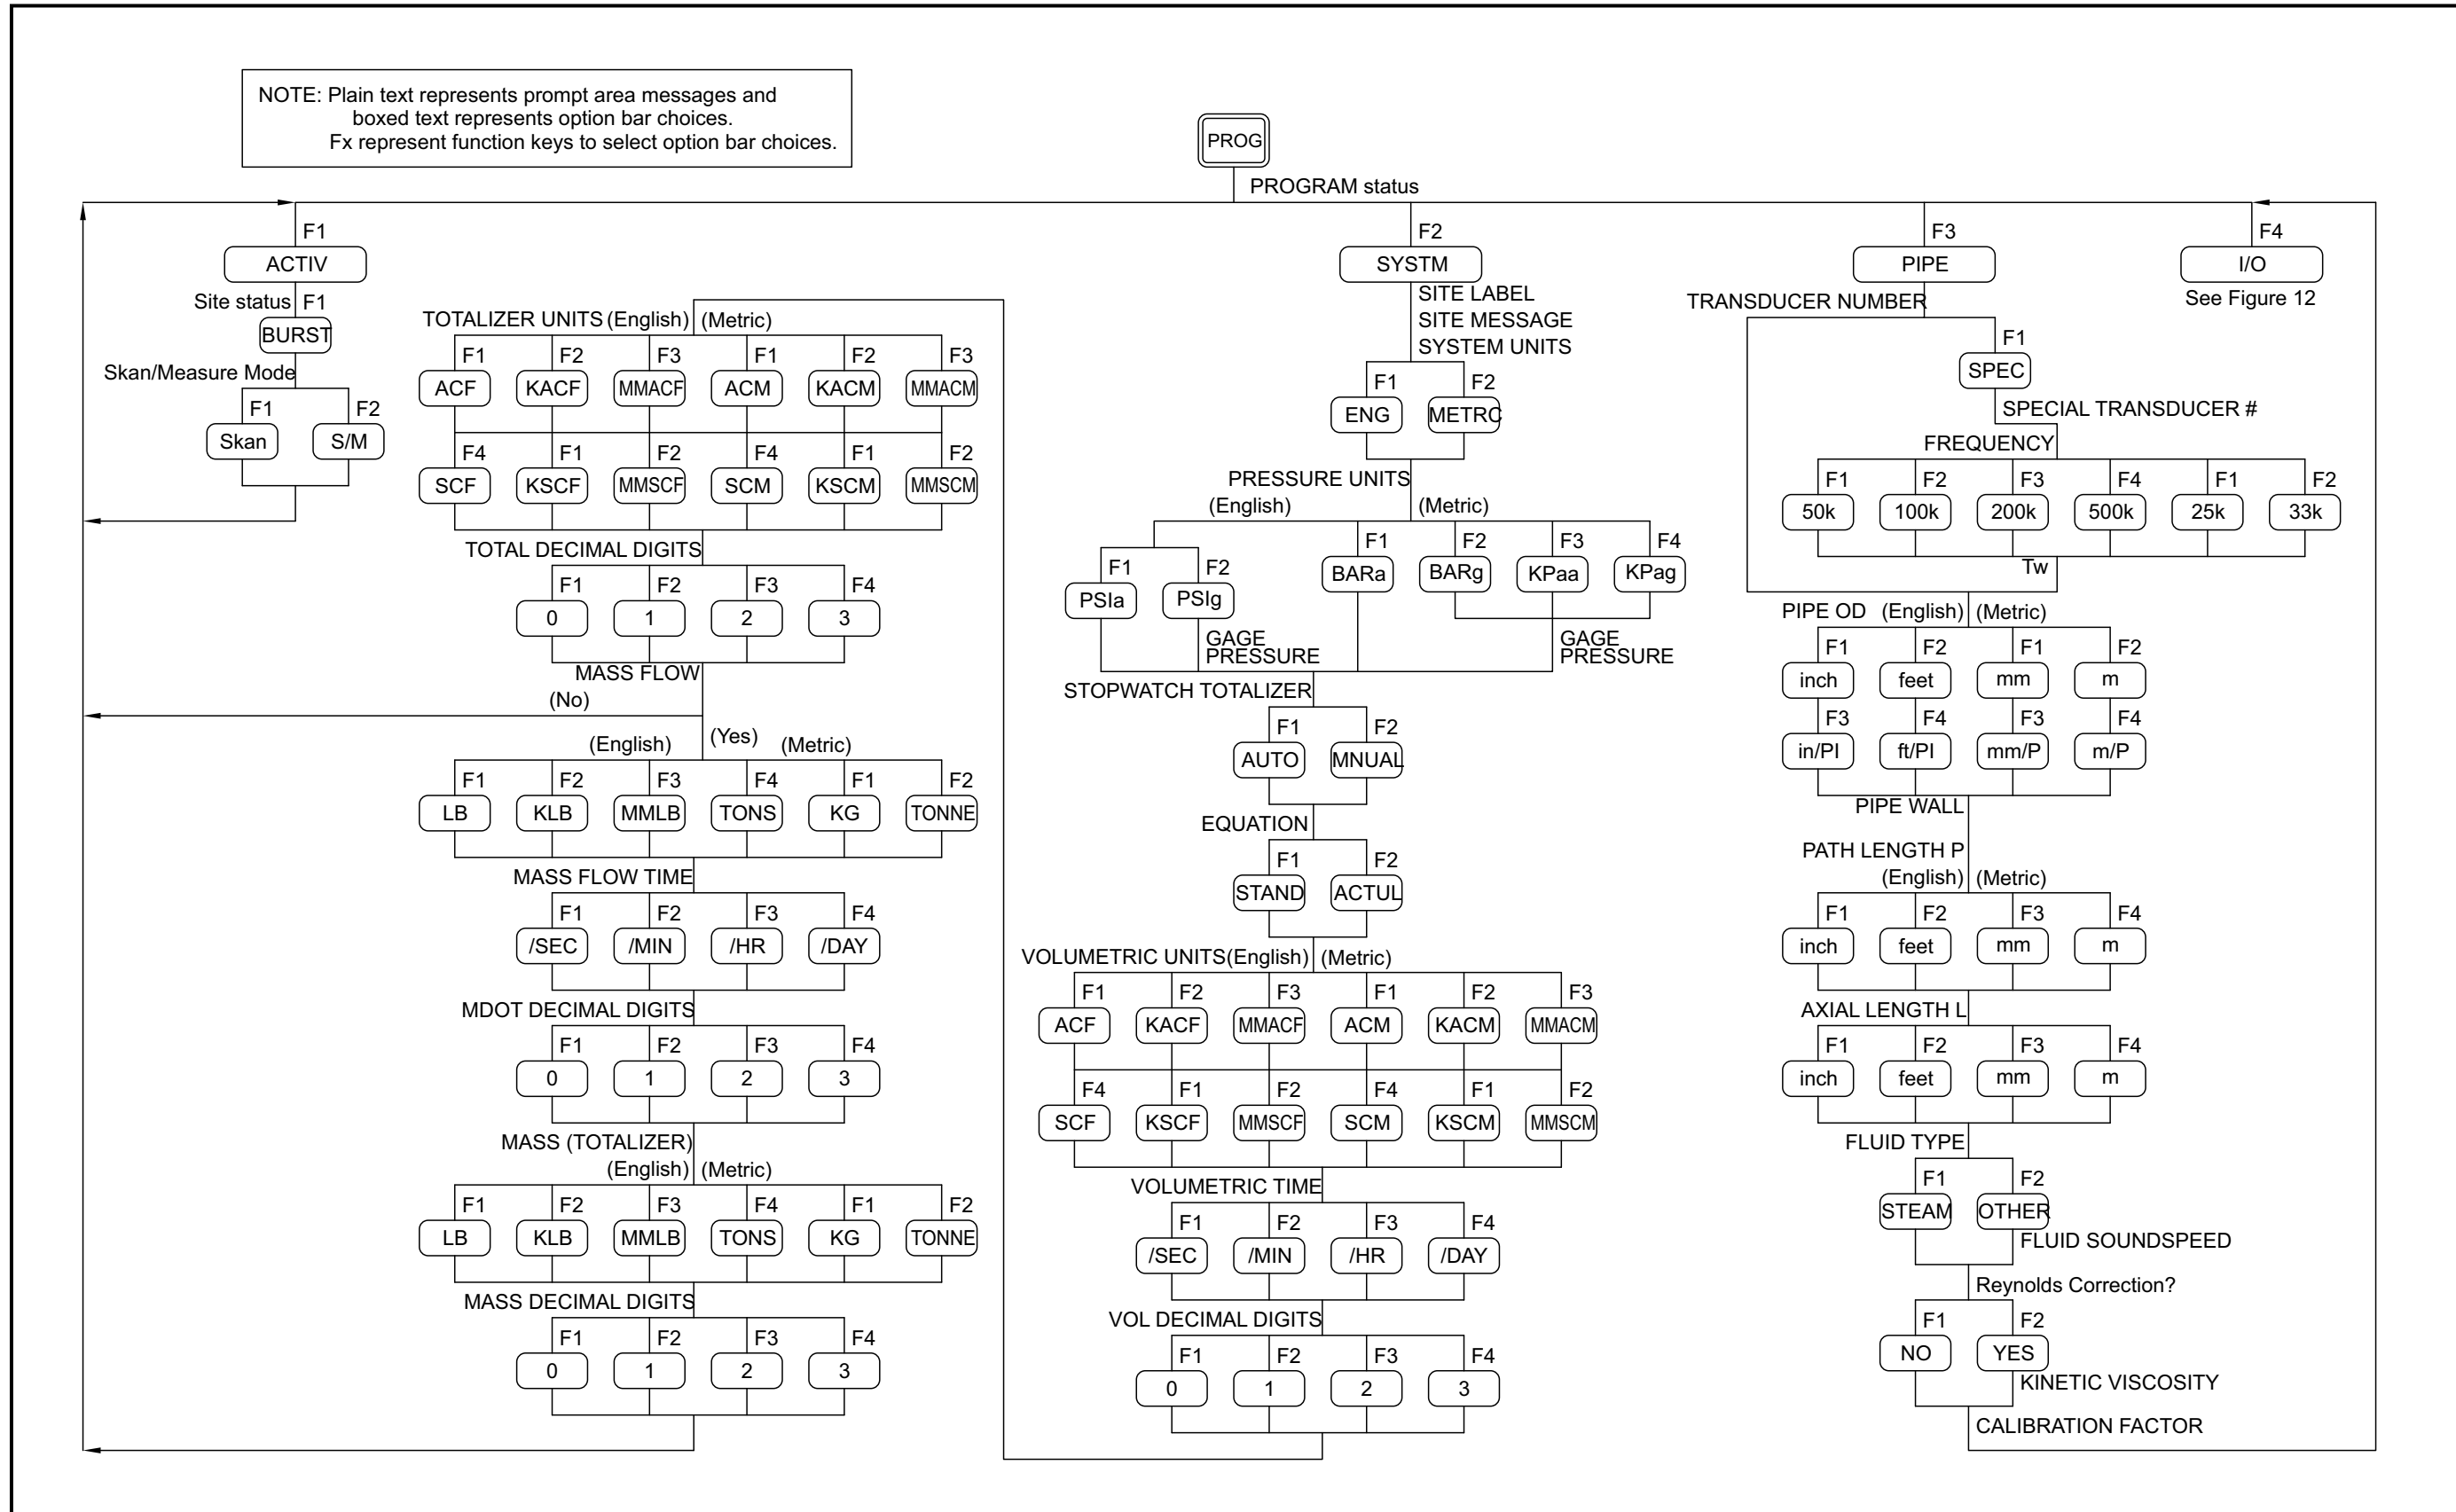 NOTE: Plain text represents prompt area messages and
boxed text represents option bar choices.
Fx represent function keys to select option bar choices.
PROG
PROGRAM status
F1
ACTIV
Site status F1
BURST
Skan/Measure Mode
F1 F2
Skan S/M
TOTALIZER UNITS (English) (Metric)
F1 F2 F3 F1 F2 F3
ACF KACF MMACF ACM KACM MMACM
F4 F1 F2 F4 F1 F2
SCF KSCF MMSCF SCM KSCM MMSCM
TOTAL DECIMAL DIGITS
F1 F2 F3 F4
0 1 2 3
MASS FLOW
(No)
(English) (Yes) (Metric)
F1 F2 F3 F4 F1 F2
LB KLB MMLB TONS KG TONNE
MASS FLOW TIME
F1 F2 F3 F4
/SEC /MIN /HR /DAY
MDOT DECIMAL DIGITS
F1 F2 F3 F4
0 1 2 3
MASS (TOTALIZER)
(English) (Metric)
F1 F2 F3 F4 F1 F2
LB KLB MMLB TONS KG TONNE
MASS DECIMAL DIGITS
F1 F2 F3 F4
0 1 2 3
F2
SYSTM
SITE LABEL
SITE MESSAGE
SYSTEM UNITS
F1 F2
ENG METRC
PRESSURE UNITS
(English) (Metric)
F1 F2 F1 F2 F3 F4
PSIa PSIg BARa BARg KPaa KPag
GAGE GAGE
PRESSURE PRESSURE
STOPWATCH TOTALIZER
F1 F2
AUTO MNUAL
EQUATION
F1 F2
STAND ACTUL
VOLUMETRIC UNITS(English) (Metric)
F1 F2 F3 F1 F2 F3
ACF KACF MMACF ACM KACM MMACM
F4 F1 F2 F4 F1 F2
SCF KSCF MMSCF SCM KSCM MMSCM
VOLUMETRIC TIME
F1 F2 F3 F4
/SEC /MIN /HR /DAY
VOL DECIMAL DIGITS
F1 F2 F3 F4
0 1 2 3
F3
PIPE
TRANSDUCER NUMBER
F1
SPEC
SPECIAL TRANSDUCER #
FREQUENCY
F1 F2 F3 F4 F1 F2
50k 100k 200k 500k 25k 33k
Tw
PIPE OD (English) (Metric)
F1 F2 F1 F2
inch feet mm m
F3 F4 F3 F4
in/PI ft/PI mm/P m/P
PIPE WALL
PATH LENGTH P
(English) (Metric)
F1 F2 F3 F4
inch feet mm m
AXIAL LENGTH L
F1 F2 F3 F4
inch feet mm m
FLUID TYPE
F1 F2
STEAM OTHER
FLUID SOUNDSPEED
Reynolds Correction?
F1 F2
NO YES
KINETIC VISCOSITY
CALIBRATION FACTOR
F4
I/O
See Figure 12